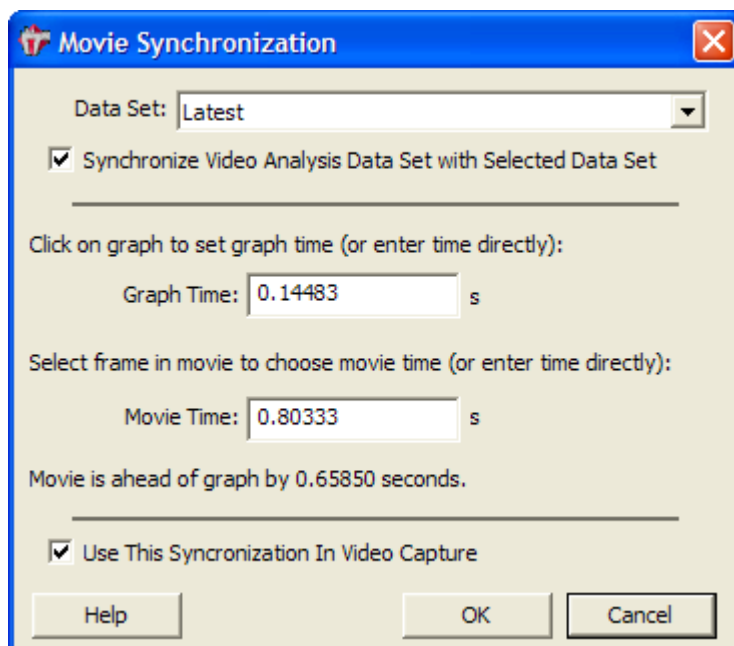 Movie Synchronization
Data Set: Latest
Synchronize Video Analysis Data Set with Selected Data Set
Click on graph to set graph time (or enter time directly):
Graph Time: 0.14483 s
Select frame in movie to choose movie time (or enter time directly):
Movie Time: 0.80333 s
Movie is ahead of graph by 0.65850 seconds.
Use This Syncronization In Video Capture
Help OK Cancel